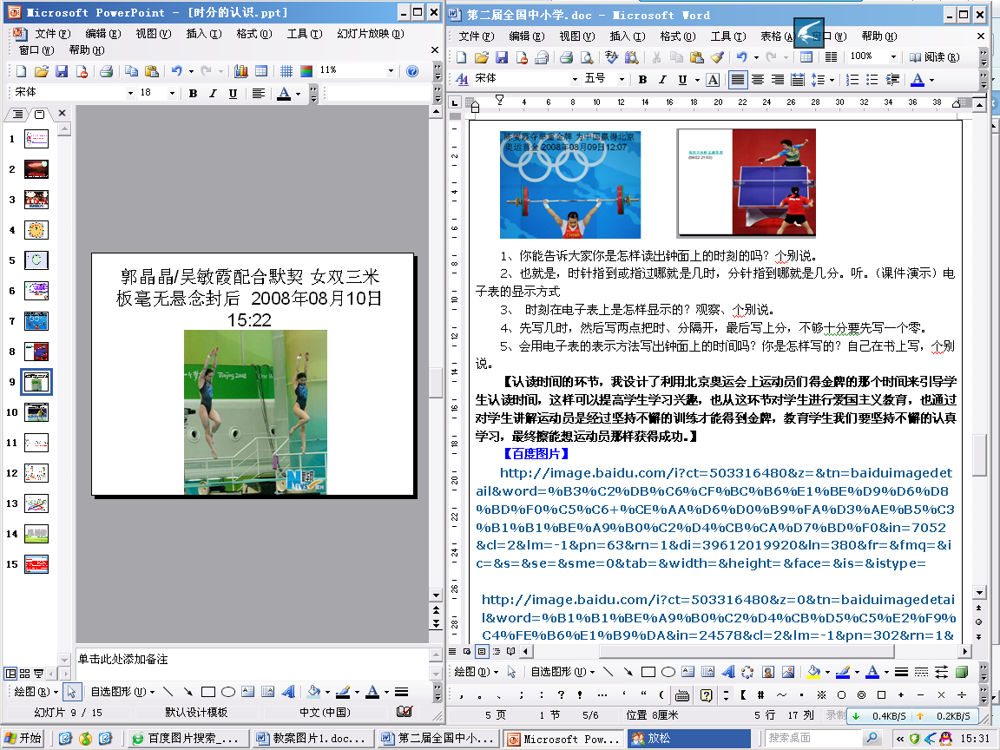 Microsoft PowerPoint - [时分的认识.ppt]
文件(F) 编辑(E) 视图(V) 插入(I) 格式(O) 工具(T) 幻灯片放映(D)
窗口(W) 帮助(H)
11%
宋体 18 B I U A
1
2
3
4
5
6
7
8
9
10
11
12
13
14
15
郭晶晶/吴敏霞配合默契 女双三米
板毫无悬念封后 2008年08月10日
15:22
Beijing 2008
NEWS
单击此处添加备注
绘图(R) 自选图形(U)
幻灯片 9 / 15 默认设计模板 中文(中国)
第二届全国中小学.doc - Microsoft Word
文件(F) 编辑(E) 视图(V) 插入(I) 格式(O) 工具(T) 表格(A) 窗口(W) 帮助(H)
100% 阅读(R)
宋体 五号 B I U A
2 4 6 8 10 12 14 16 18 20 22 24 26 28 30 32 34 36 38
陈燮霞夺举重金牌 为中国赢得北京
奥运首金 2008年08月09日12:07
(08/22 21:03)
1、你能告诉大家你是怎样读出钟面上的时刻的吗？个别说。
2、也就是，时针指到或指过哪就是几时，分针指到哪就是几分。听。（课件演示）电
子表的显示方式
3、 时刻在电子表上是怎样显示的？观察、个别说。
4、先写几时，然后写两点把时、分隔开，最后写上分，不够十分要先写一个零。
5、会用电子表的表示方法写出钟面上的时间吗？你是怎样写的？自己在书上写，个别
说。
【认读时间的环节，我设计了利用北京奥运会上运动员们得金牌的那个时间来引导学
生认读时间，这样可以提高学生学习兴趣，也从这环节对学生进行爱国主义教育，也通过
对学生讲解运动员是经过坚持不懈的训练才能得到金牌，教育学生我们要坚持不懈的认真
学习，最终擦能想运动员那样获得成功。】
【百度图片】
http://image.baidu.com/i?ct=503316480&z=&tn=baiduimagedet
ail&word=%B3%C2%DB%C6%CF%BC%B6%E1%BE%D9%D6%D8
%BD%F0%C5%C6+%CE%AA%D6%D0%B9%FA%D3%AE%B5%C3
%B1%B1%BE%A9%B0%C2%D4%CB%CA%D7%BD%F0&in=7052
&cl=2&lm=-1&pn=63&rn=1&di=39612019920&ln=380&fr=&fmq=&i
c=&s=&se=&sme=0&tab=&width=&height=&face=&is=&istype=
http://image.baidu.com/i?ct=503316480&z=0&tn=baiduimagedetai
l&word=%B1%B1%BE%A9%B0%C2%D4%CB%D5%C5%E2%F9%
C4%FE%B6%E1%B9%DA&in=24578&cl=2&lm=-1&pn=302&rn=1&
绘图(D) 自选图形(U)
， 。 、 ； ： ？ ！ … “ ‘ （ 【 # ～ · ※ ○ ◎ □ + - × ÷
5 页 1 节 5/6 位置 8厘米 5 行 17 列 录制
0.4KB/S 0.2KB/S
开始 百度图片搜索_... 教案图片1.doc... 第二届全国中小... Microsoft Pow... 放松 搜索桌面 15:31